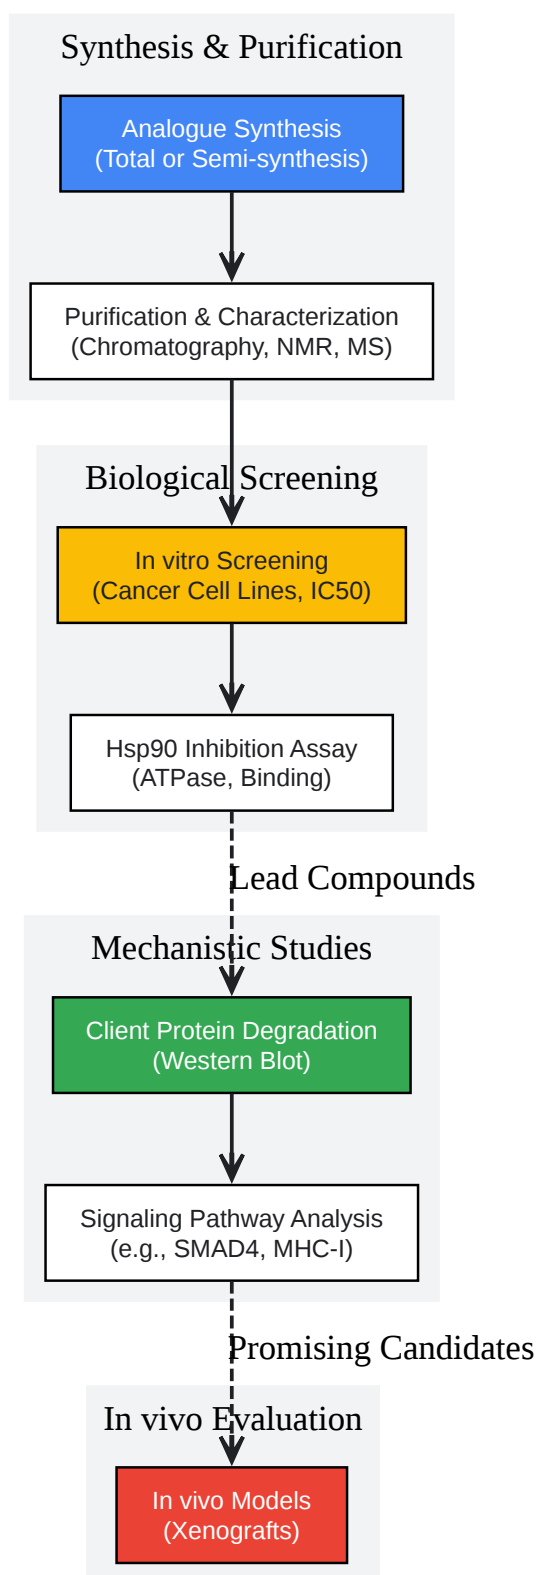 Synthesis & Purification
Analogue Synthesis
(Total or Semi-synthesis)
Purification & Characterization
(Chromatography, NMR, MS)
Biological Screening
In vitro Screening
(Cancer Cell Lines, IC50)
Hsp90 Inhibition Assay
(ATPase, Binding)
Lead Compounds
Mechanistic Studies
Client Protein Degradation
(Western Blot)
Signaling Pathway Analysis
(e.g., SMAD4, MHC-I)
Promising Candidates
In vivo Evaluation
In vivo Models
(Xenografts)